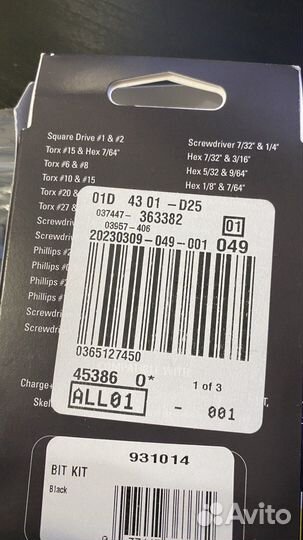 Square Drive #1 & #2
Torx #15 & Hex 7/64"
Torx #6 & #8
Torx #10 & #15
Torx #20 &
Torx #27 &
Screwdriver
Phillips #2
Phillips
Phillips #
Screwdriv
Screwdriver 7/32" & 1/4"
Hex 7/32" & 3/16"
Hex 5/32 & 9/64"
Hex 1/8" & 7/64"
01D 43 01 -D25
037447- 363382
03957-406
01
20230309-049-001 049
0365127450
45386 0* 1 of 3
ALL01 - 001
Charge+
Skel
T,
931014
BIT KIT
Black
Avito